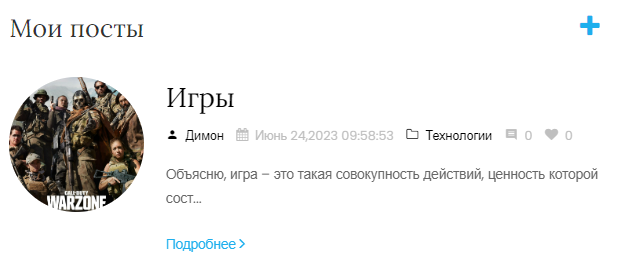 Мои посты
Игры
Димон Июнь 24,2023 09:58:53 Технологии 0 0
Объясню, игра – это такая совокупность действий, ценность которой
сост...
Подробнее
CALL OF DUTY
WARZONE